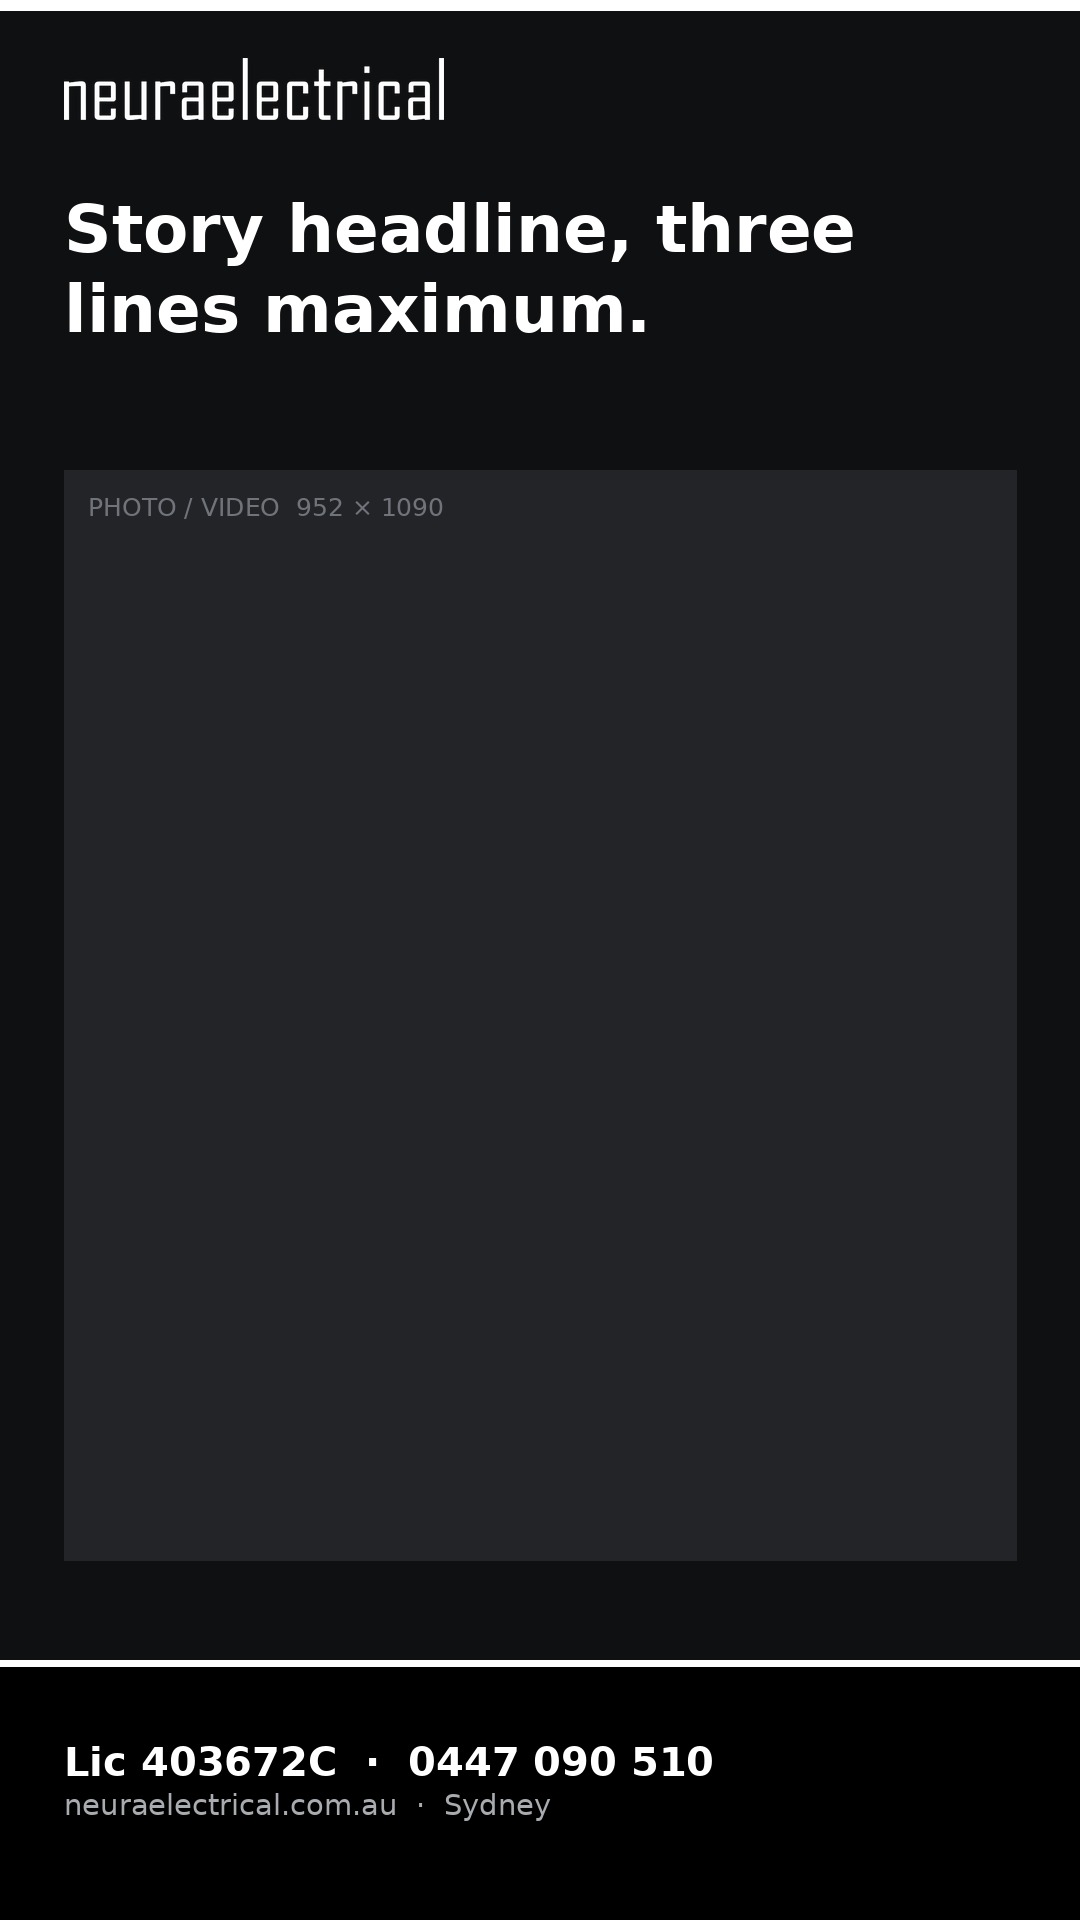 neuraelectrical
Story headline, three
lines maximum.
PHOTO / VIDEO 952 × 1090
Lic 403672C · 0447 090 510
neuraelectrical.com.au · Sydney